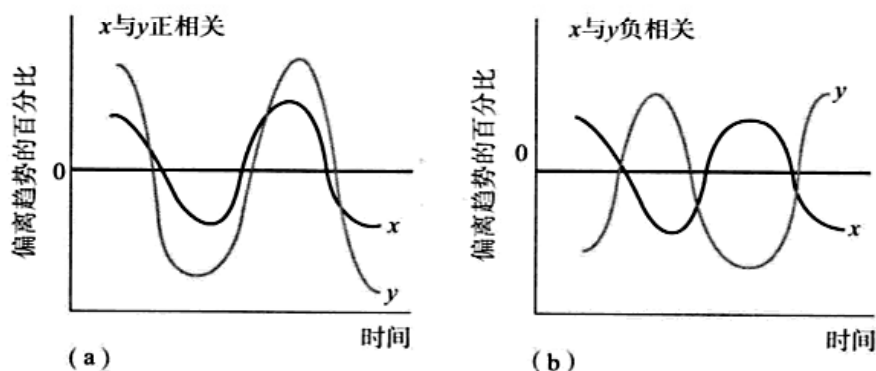 x与y正相关
偏离趋势的百分比
0
x
y
时间
(a)
x与y负相关
偏离趋势的百分比
0
y
x
时间
(b)